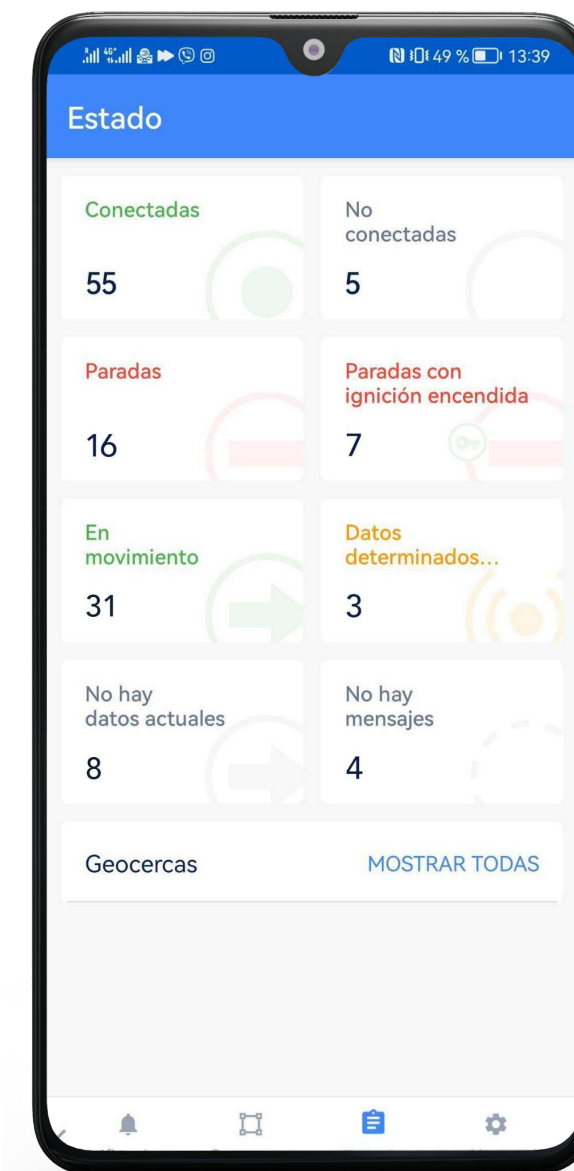 49 % 13:39
Estado
Conectadas
55
No
conectadas
5
Paradas
16
Paradas con
ignición encendida
7
En
movimiento
31
Datos
determinados...
3
No hay
datos actuales
8
No hay
mensajes
4
Geocercas
MOSTRAR TODAS